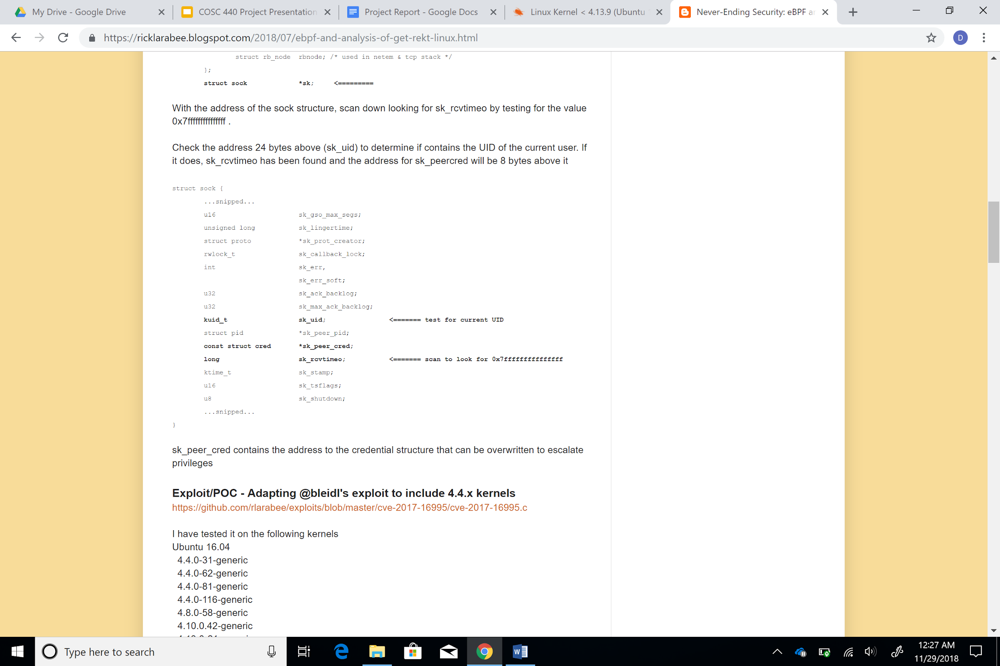 My Drive - Google Drive
COSC 440 Project Presentation
Project Report - Google Docs
Linux Kernel < 4.13.9 (Ubuntu
Never-Ending Security: eBPF
https://ricklarabee.blogspot.com/2018/07/ebpf-and-analysis-of-get-rekt-linux.html
D
struct rb_node rbnode; /* used in netem & tcp stack */
};
struct sock *sk; <=========
With the address of the sock structure, scan down looking for sk_rcvtimeo by testing for the value
0x7fffffffffffffff .
Check the address 24 bytes above (sk_uid) to determine if contains the UID of the current user. If
it does, sk_rcvtimeo has been found and the address for sk_peercred will be 8 bytes above it
struct sock {
...snipped...
u16 sk_gso_max_segs;
unsigned long sk_lingertime;
struct proto *sk_prot_creator;
rwlock_t sk_callback_lock;
int sk_err,
sk_err_soft;
u32 sk_ack_backlog;
u32 sk_max_ack_backlog;
kuid_t sk_uid; <======= test for current UID
struct pid *sk_peer_pid;
const struct cred *sk_peer_cred;
long sk_rcvtimeo; <======= scan to look for 0x7fffffffffffffff
ktime_t sk_stamp;
u16 sk_tsflags;
u8 sk_shutdown;
...snipped...
}
sk_peer_cred contains the address to the credential structure that can be overwritten to escalate
privileges
Exploit/POC - Adapting @bleidl's exploit to include 4.4.x kernels
https://github.com/rlarabee/exploits/blob/master/cve-2017-16995/cve-2017-16995.c
I have tested it on the following kernels
Ubuntu 16.04
4.4.0-31-generic
4.4.0-62-generic
4.4.0-81-generic
4.4.0-116-generic
4.8.0-58-generic
4.10.0.42-generic
Type here to search
12:27 AM
11/29/2018